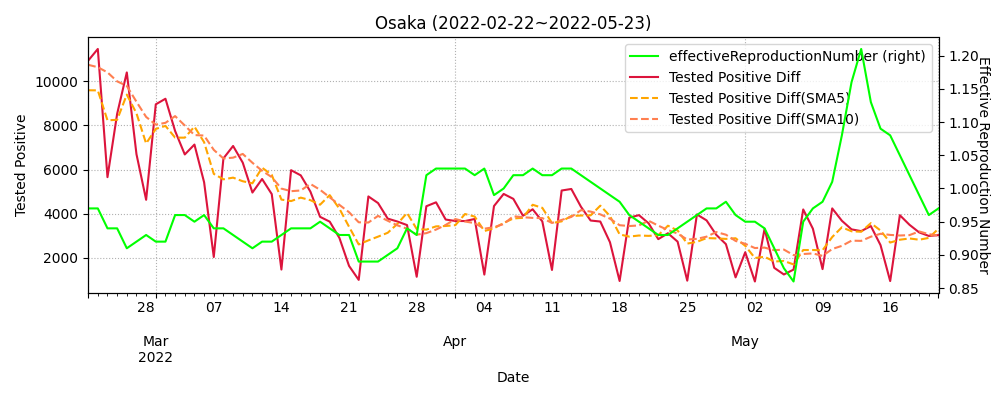 Osaka (2022-02-22~2022-05-23)
effectiveReproductionNumber (right)
Tested Positive Diff
Tested Positive Diff(SMA5)
Tested Positive Diff(SMA10)
Tested Positive
10000
8000
6000
4000
2000
Effective Reproduction Number
1.20
1.15
1.10
1.05
1.00
0.95
0.90
0.85
28 07 14 21 28 04 11 18 25 02 09 16
Mar Apr May
2022
Date